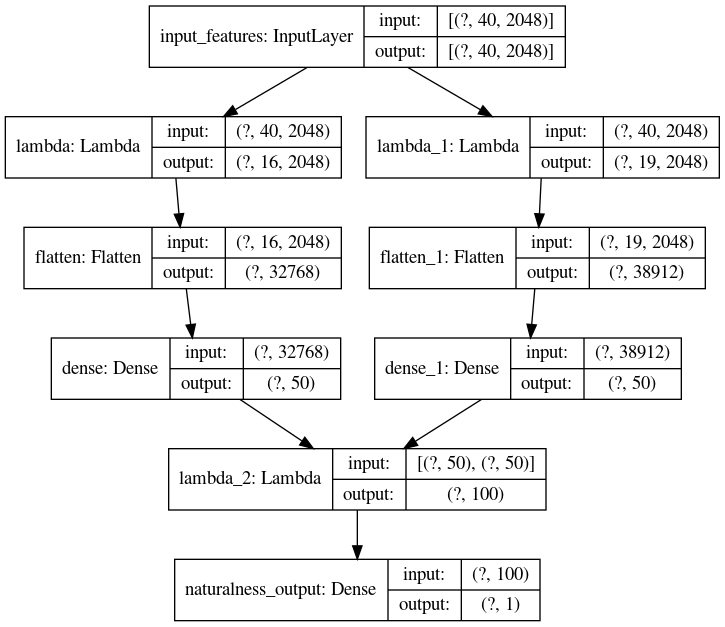 input_features: InputLayer
input: [(?, 40, 2048)]
output: [(?, 40, 2048)]
lambda: Lambda
input: (?, 40, 2048)
output: (?, 16, 2048)
lambda_1: Lambda
input: (?, 40, 2048)
output: (?, 19, 2048)
flatten: Flatten
input: (?, 16, 2048)
output: (?, 32768)
flatten_1: Flatten
input: (?, 19, 2048)
output: (?, 38912)
dense: Dense
input: (?, 32768)
output: (?, 50)
dense_1: Dense
input: (?, 38912)
output: (?, 50)
lambda_2: Lambda
input: [(?, 50), (?, 50)]
output: (?, 100)
naturalness_output: Dense
input: (?, 100)
output: (?, 1)